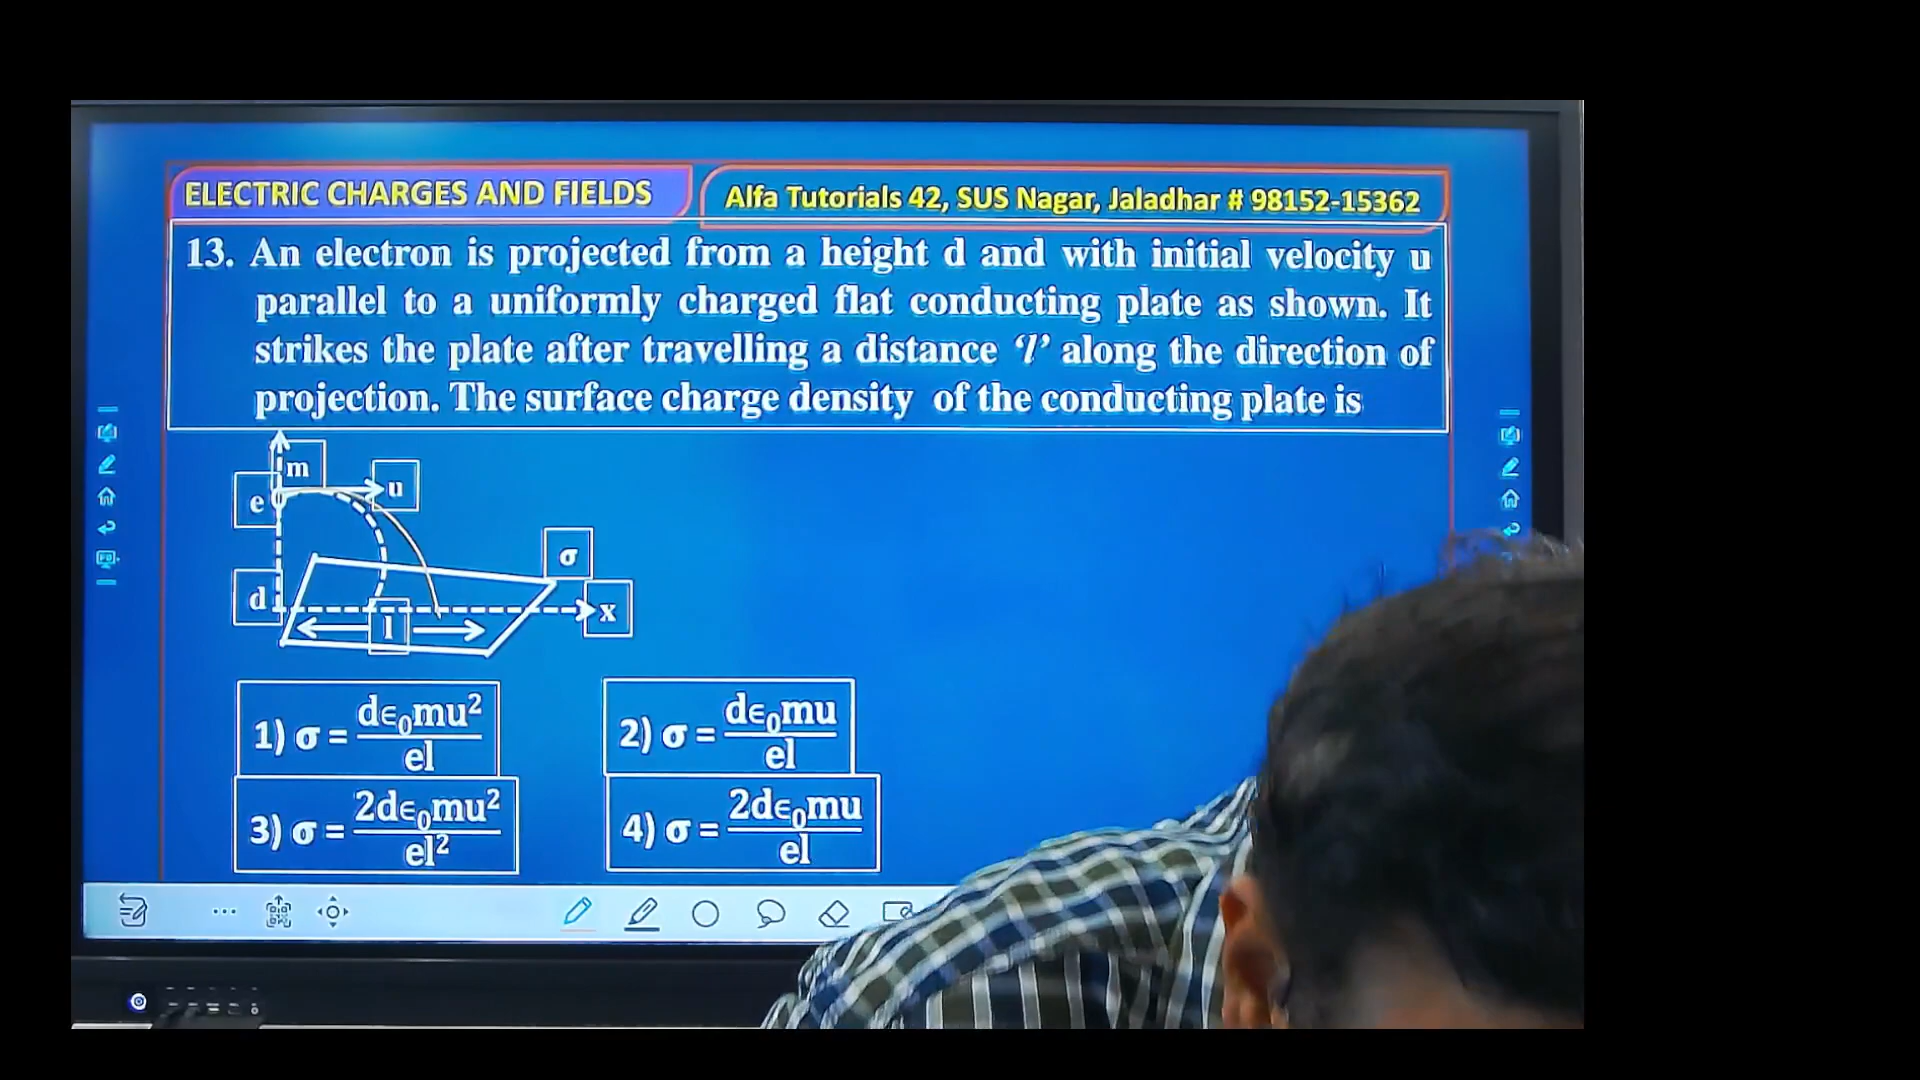 ELECTRIC CHARGES AND FIELDS
Alfa Tutorials 42, SUS Nagar, Jaladhar # 98152-15362
13. An electron is projected from a height d and with initial velocity u
parallel to a uniformly charged flat conducting plate as shown. It
strikes the plate after travelling a distance ‘l’ along the direction of
projection. The surface charge density of the conducting plate is
m
e
u
σ
d
x
l
1) σ = dϵ₀mu² / el
2) σ = dϵ₀mu / el
3) σ = 2dϵ₀mu² / el²
4) σ = 2dϵ₀mu / el